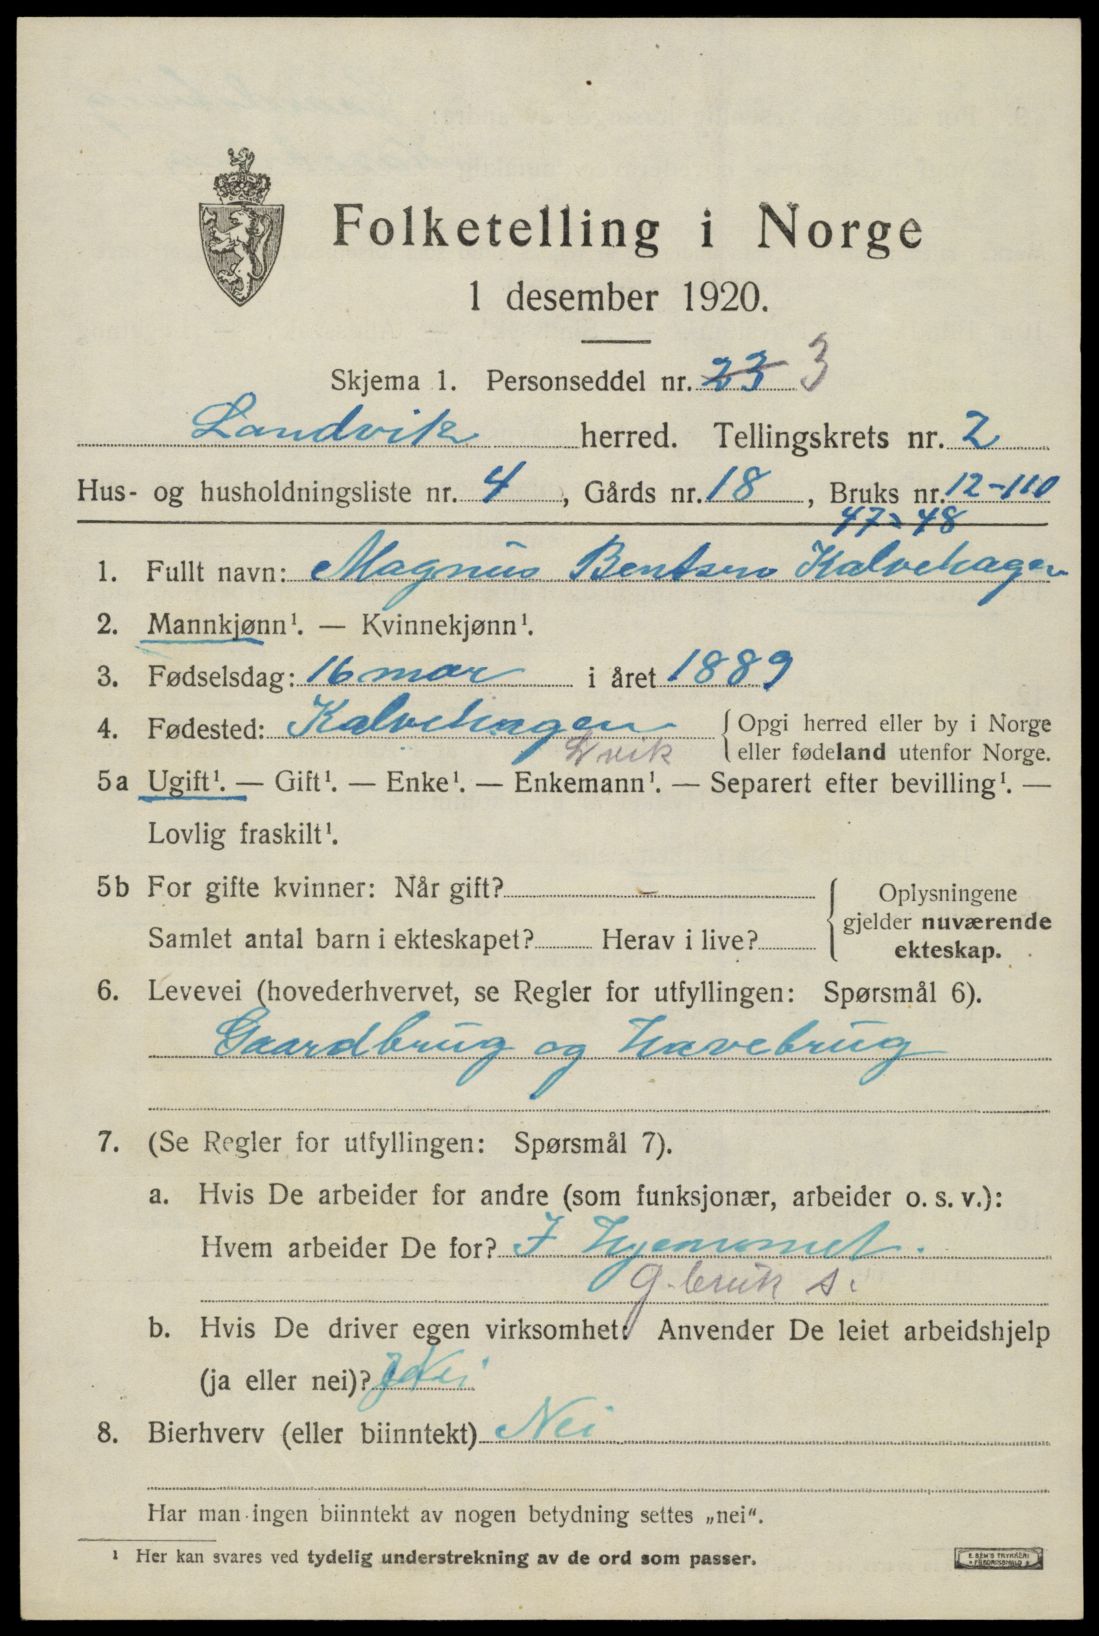 Folketelling i Norge
1 desember 1920.
Skjema 1. Personseddel nr. 23 3
Landvik herred. Tellingskrets nr. 2
Hus- og husholdningsliste nr. 4, Gårds nr. 18, Bruks nr. 12-110
47 48
1. Fullt navn: Magnus Bentsen Kalvehagen
2. Mannkjønn¹. — Kvinnekjønn¹.
3. Fødselsdag: 16 mar i året 1889
4. Fødested: Kalvehagen { Opgi herred eller by i Norge
Lvik eller fødeland utenfor Norge.
5a Ugift¹. — Gift¹. — Enke¹. — Enkemann¹. — Separert efter bevilling¹. —
Lovlig fraskilt¹.
5b For gifte kvinner: Når gift? — { Oplysningene
gjelder nuværende
Samlet antal barn i ekteskapet? Herav i live? ekteskap.
6. Levevei (hovederhvervet, se Regler for utfyllingen: Spørsmål 6).
Gaardbrug og Havebrug
7. (Se Regler for utfyllingen: Spørsmål 7).
a. Hvis De arbeider for andre (som funksjonær, arbeider o. s. v.):
Hvem arbeider De for? I Hjemmet.
G.bruk s.
b. Hvis De driver egen virksomhet: Anvender De leiet arbeidshjelp
(ja eller nei)? Nei
8. Bierhverv (eller biinntekt) Nei
Har man ingen biinntekt av nogen betydning settes „nei“.
¹ Her kan svares ved tydelig understrekning av de ord som passer.